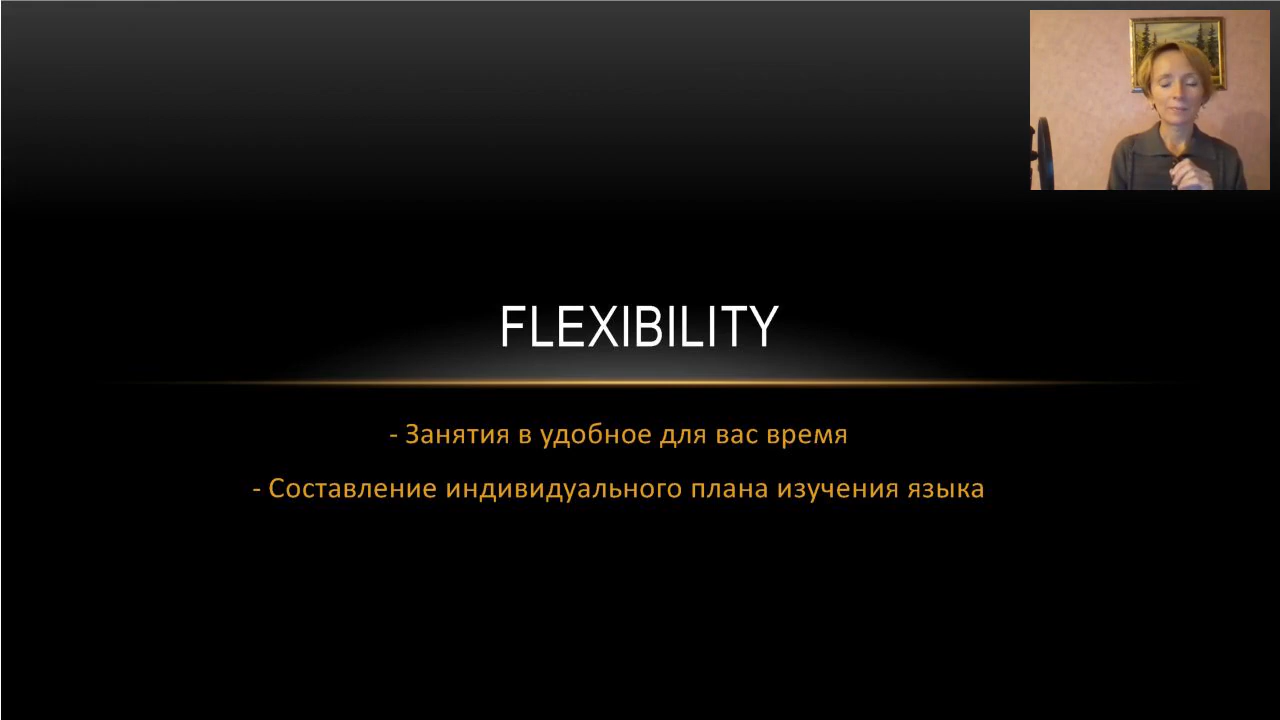 FLEXIBILITY
- Занятия в удобное для вас время
- Составление индивидуального плана изучения языка